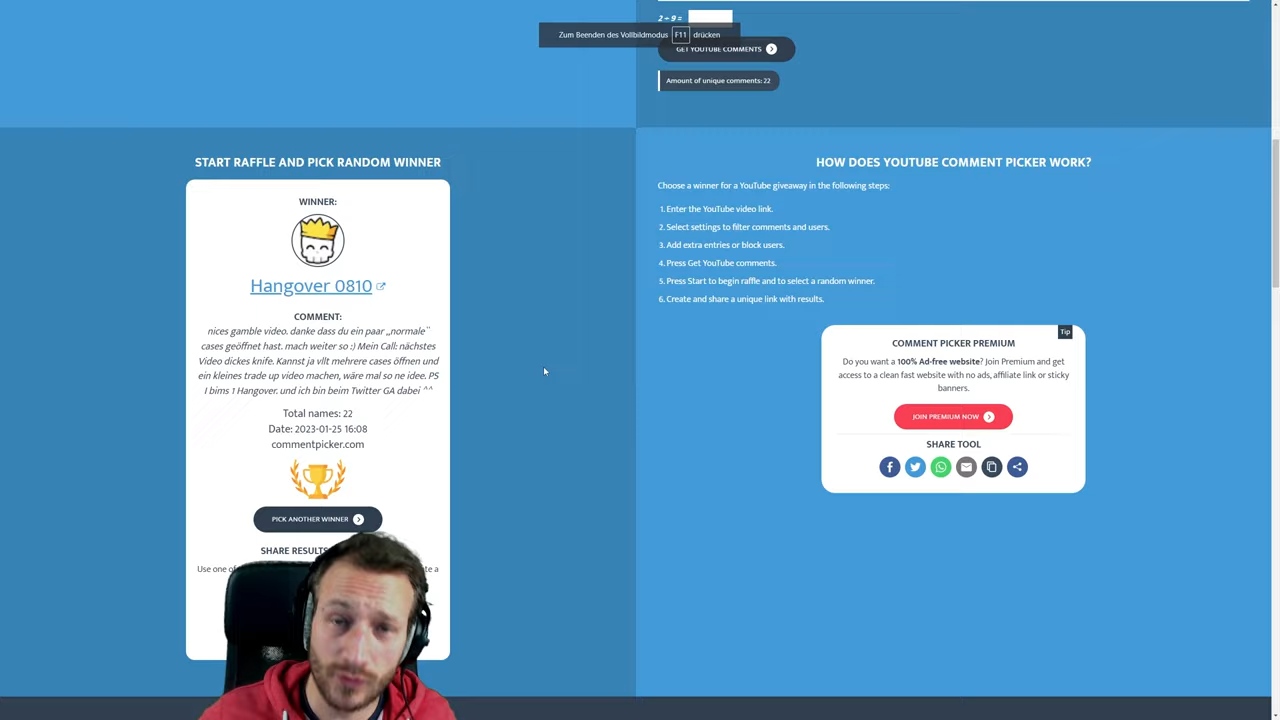 2 + 9 =
Zum Beenden des Vollbildmodus F11 drücken
GET YOUTUBE COMMENTS
Amount of unique comments: 22
START RAFFLE AND PICK RANDOM WINNER
WINNER:
Hangover 0810
COMMENT:
nices gamble video. danke dass du ein paar „normale``
cases geöffnet hast. mach weiter so :) Mein Call: nächstes
Video dickes knife. Kannst ja vllt mehrere cases öffnen und
ein kleines trade up video machen, wäre mal so ne idee. PS
I bims 1 Hangover. und ich bin beim Twitter GA dabei ^^
Total names: 22
Date: 2023-01-25 16:08
commentpicker.com
PICK ANOTHER WINNER
SHARE RESULTS
Use one of
a
HOW DOES YOUTUBE COMMENT PICKER WORK?
Choose a winner for a YouTube giveaway in the following steps:
1. Enter the YouTube video link.
2. Select settings to filter comments and users.
3. Add extra entries or block users.
4. Press Get YouTube comments.
5. Press Start to begin raffle and to select a random winner.
6. Create and share a unique link with results.
Tip
COMMENT PICKER PREMIUM
Do you want a 100% Ad-free website? Join Premium and get
access to a clean fast website with no ads, affiliate link or sticky
banners.
JOIN PREMIUM NOW
SHARE TOOL